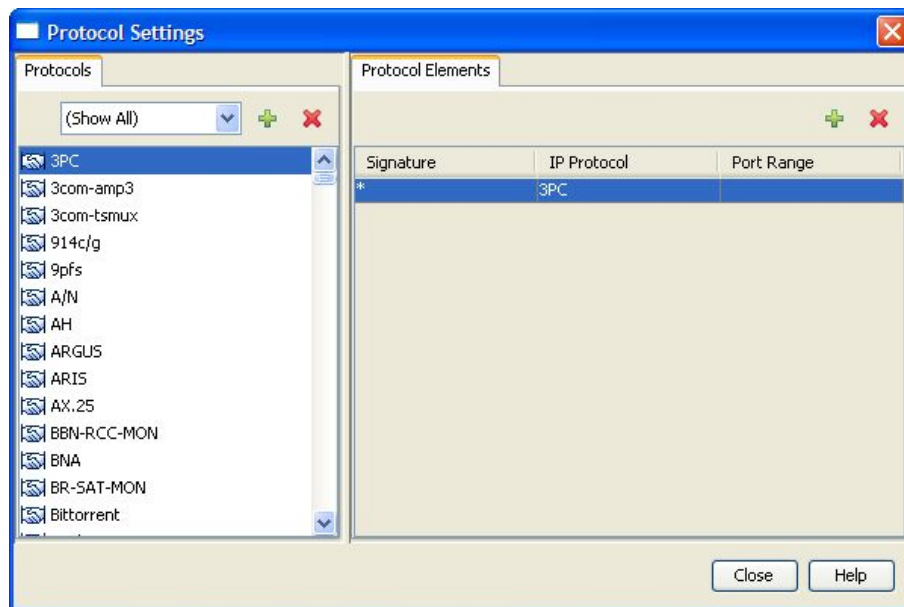 Protocol Settings
Protocols
(Show All)
3PC
3com-amp3
3com-tsmux
914c/g
9pfs
A/N
AH
ARGUS
ARIS
AX.25
BBN-RCC-MON
BNA
BR-SAT-MON
Bittorrent
Protocol Elements
Signature IP Protocol Port Range
* 3PC
Close Help